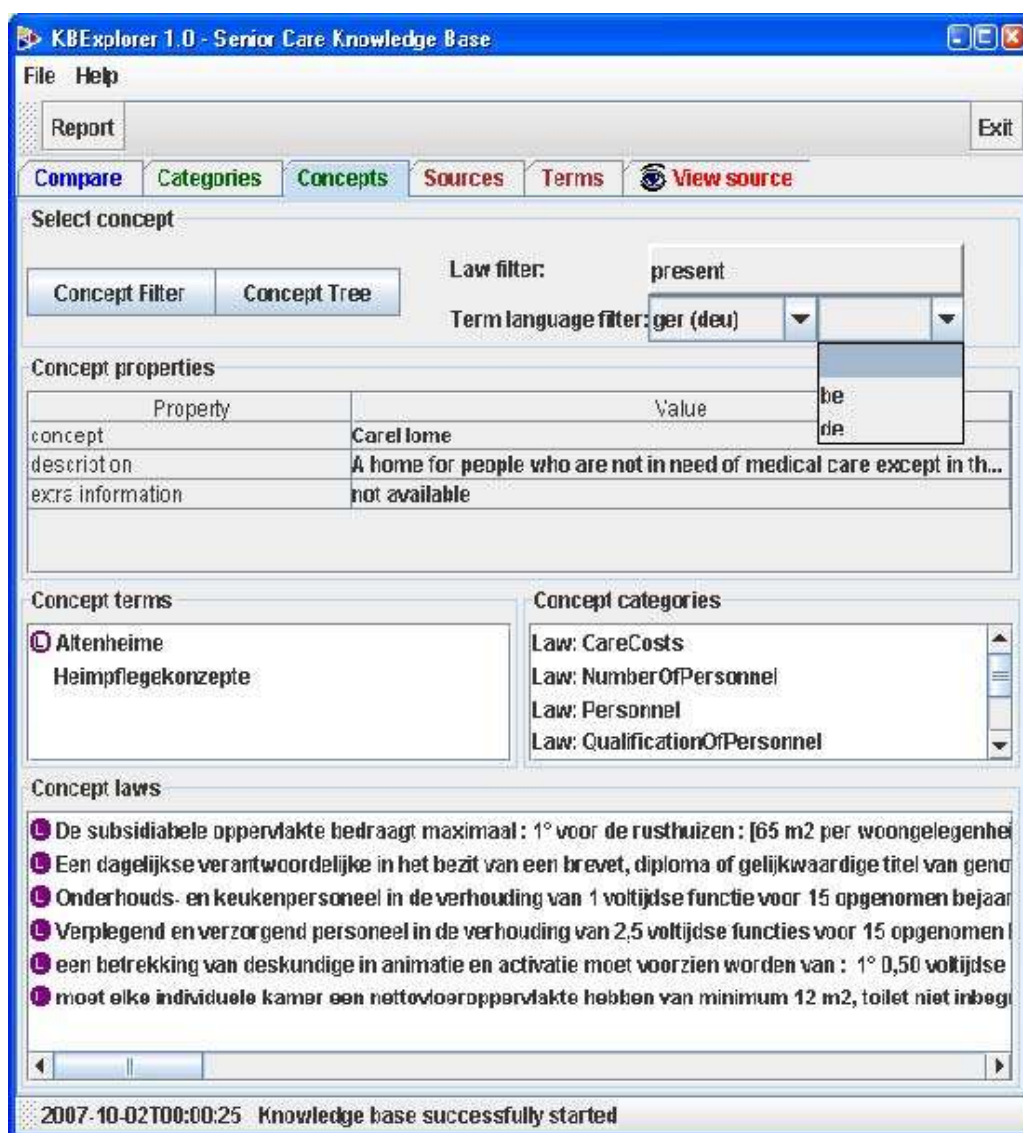 KBExplorer 1.0 - Senior Care Knowledge Base
File Help
Report Exit
Compare Categories Concepts Sources Terms View source
Select concept
Concept Filter Concept Tree
Law filter: present
Term language filter: ger (deu)
be
de
Concept properties
Property Value
concept CareHome
description A home for people who are not in need of medical care except in th...
extra information not available
Concept terms
L Altenheime
Heimpflegekonzepte
Concept categories
Law: CareCosts
Law: NumberOfPersonnel
Law: Personnel
Law: QualificationOfPersonnel
Concept laws
L De subsidiabele oppervlakte bedraagt maximaal : 1° voor de rusthuizen : [65 m2 per woongelegenhei
L Een dagelijkse verantwoordelijke in het bezit van een brevet, diploma of gelijkwaardige titel van geno
L Onderhouds- en keukenpersoneel in de verhouding van 1 voltijdse functie voor 15 opgenomen bejaar
L Verplegend en verzorgend personeel in de verhouding van 2,5 voltijdse functies voor 15 opgenomen
L een betrekking van deskundige in animatie en activatie moet voorzien worden van : 1° 0,50 voltijdse
L moet elke individuele kamer een nettovloeroppervlakte hebben van minimum 12 m2, toilet niet inbegr
2007-10-02T00:00:25 Knowledge base successfully started